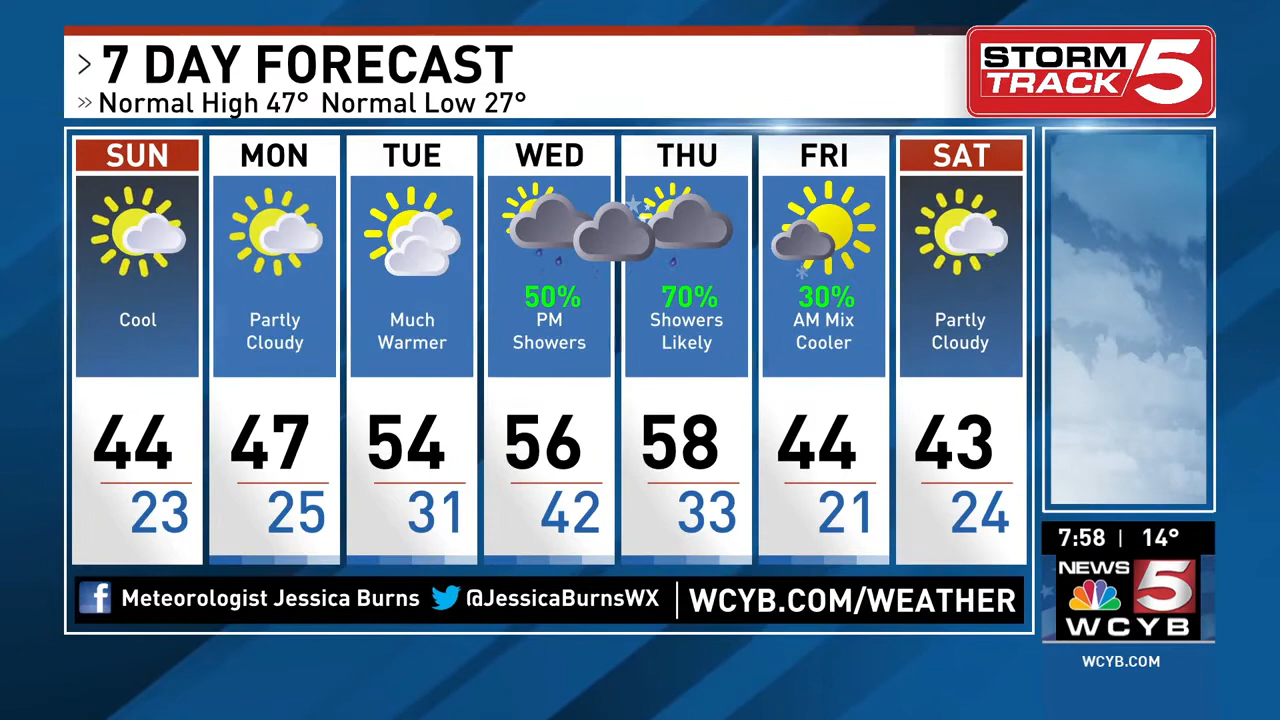 > 7 DAY FORECAST
» Normal High 47° Normal Low 27°
STORM
TRACK 5
SUN MON TUE WED THU FRI SAT
50% 70% 30%
Cool Partly Much PM Showers AM Mix Partly
Cloudy Warmer Showers Likely Cooler Cloudy
44 47 54 56 58 44 43
23 25 31 42 33 21 24
7:58 | 14°
NEWS 5
WCYB
f Meteorologist Jessica Burns @JessicaBurnsWX | WCYB.COM/WEATHER
WCYB.COM